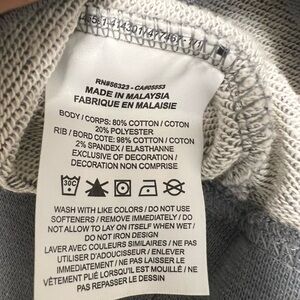 RN#56323 - CA#05553
MADE IN MALAYSIA
FABRIQUE EN MALAISIE
BODY / CORPS: 80% COTTON / COTON
20% POLYESTER
RIB / BORD COTE: 98% COTTON / COTON
2% SPANDEX / ELASTHANNE
EXCLUSIVE OF DECORATION /
DECORATION NON COMPRISE
30C
WASH WITH LIKE COLORS / DO NOT USE
SOFTENERS / REMOVE IMMEDIATELY / DO
NOT ALLOW TO LAY ON ITSELF WHEN WET /
DO NOT IRON DESIGN
LAVER AVEC COULEURS SIMILAIRES / NE PAS
UTILISER D'ADOUCISSEUR / ENLEVER
IMMEDIATEMENT / NE PAS LAISSER LE
VÊTEMENT PLIÉ LORSQU'IL EST MOUILLÉ / NE
PAS REPASSER LE DESSIN